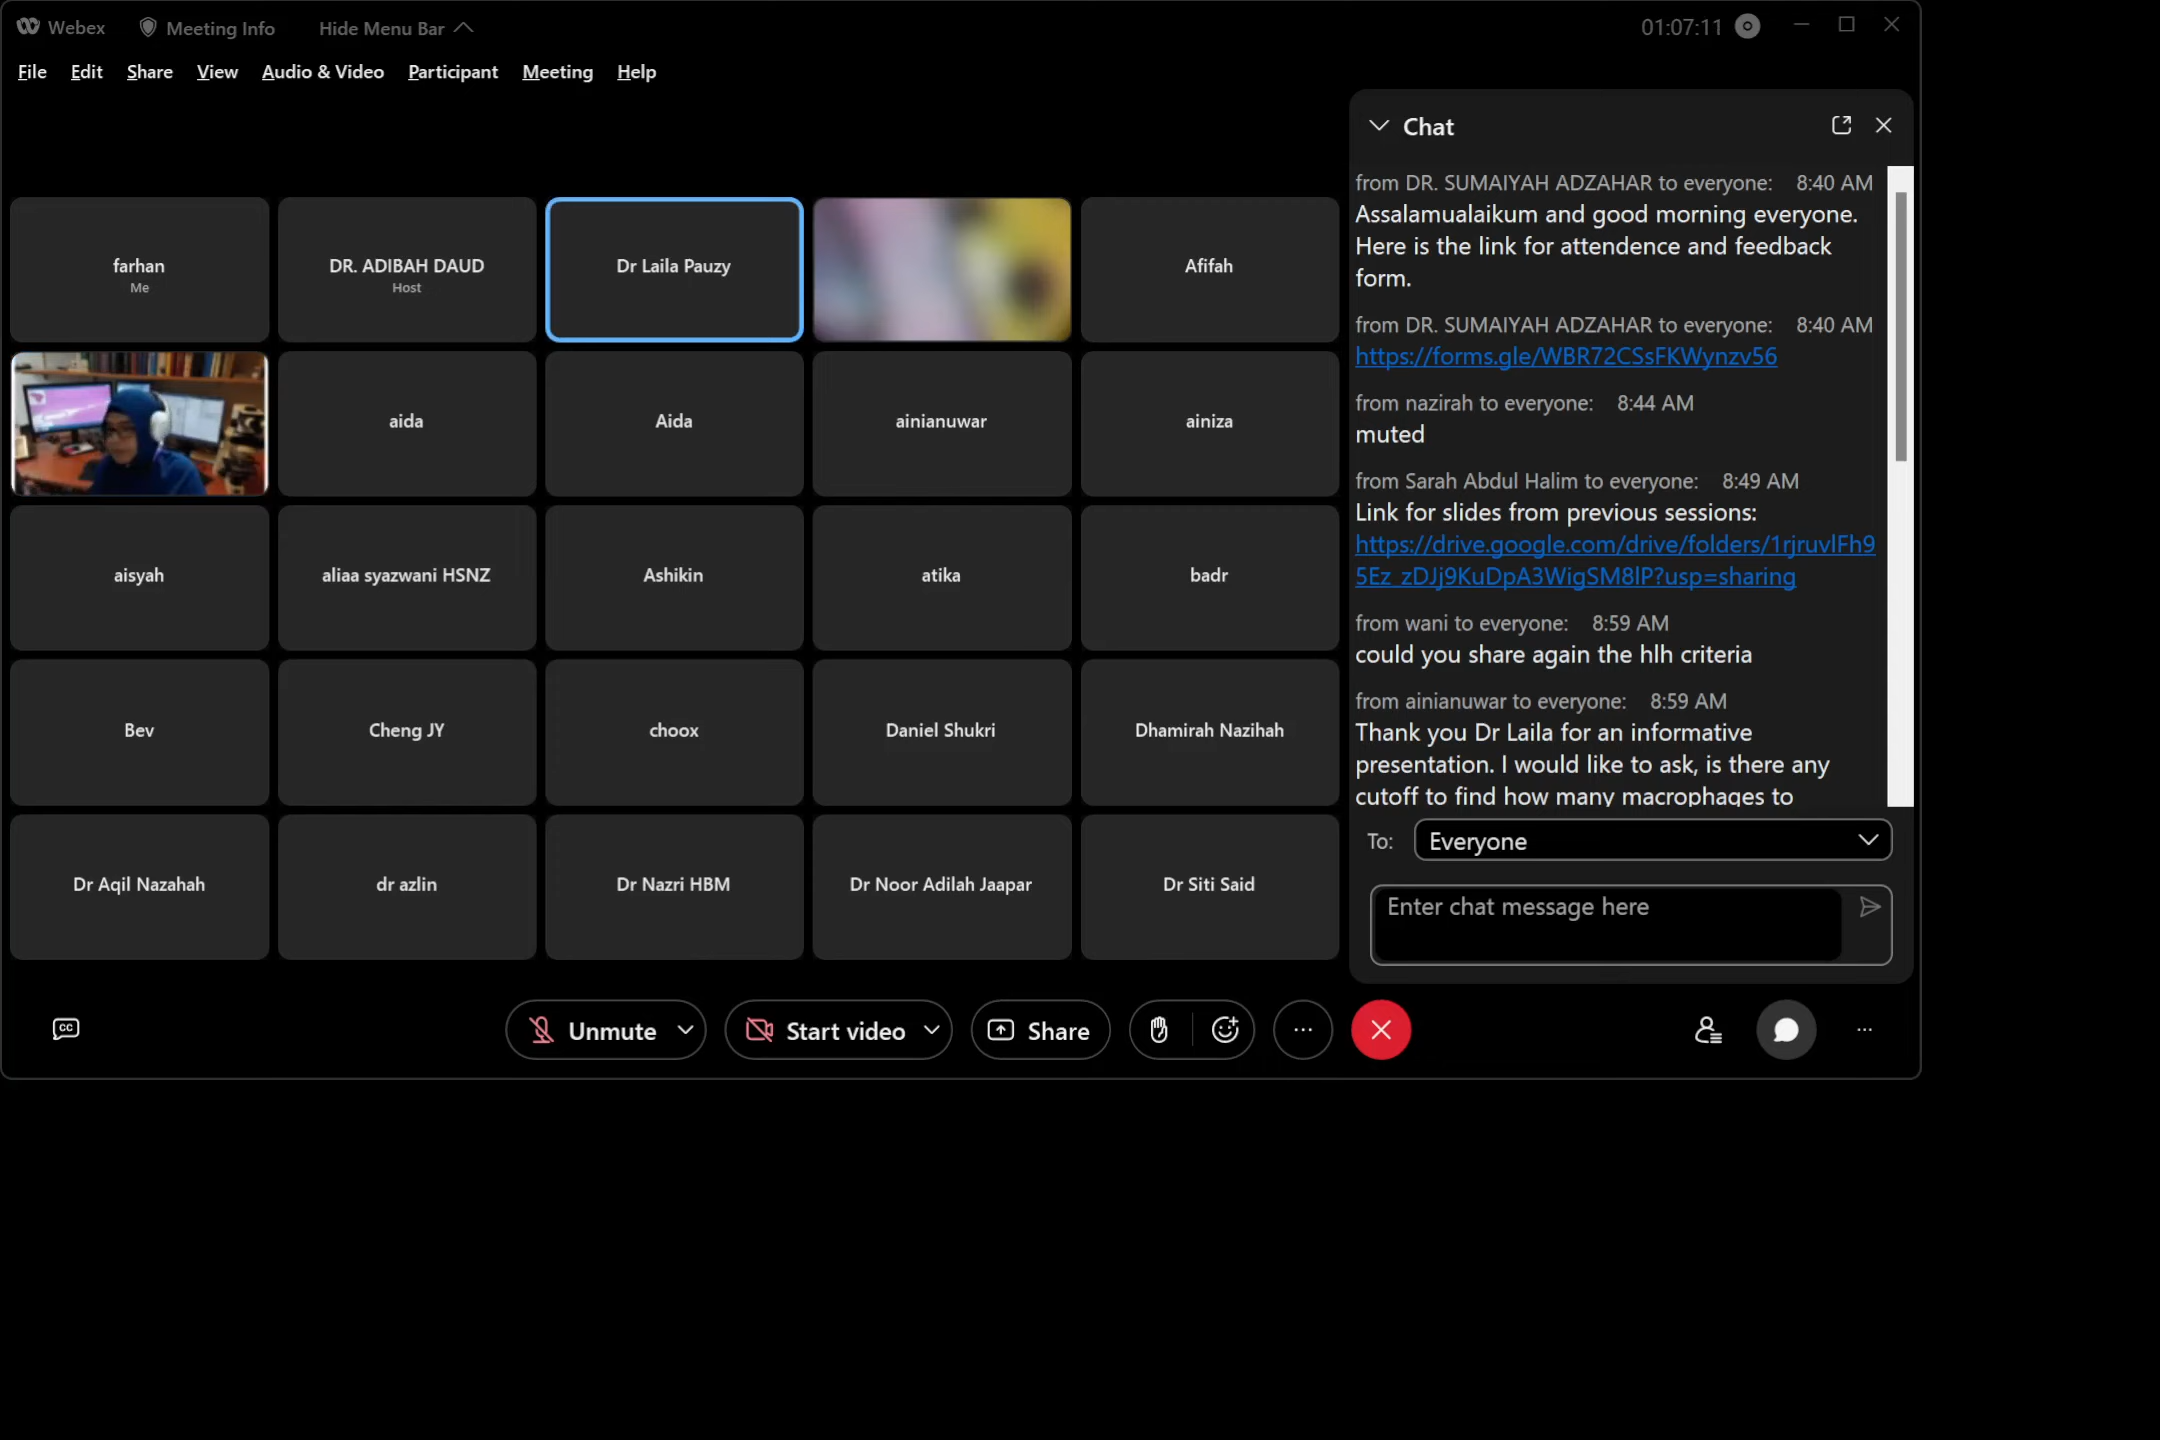 Webex Meeting Info Hide Menu Bar 01:07:11
File Edit Share View Audio & Video Participant Meeting Help
farhan
Me
DR. ADIBAH DAUD
Host
Dr Laila Pauzy
Afifah
aida
Aida
ainianuwar
ainiza
aisyah
aliaa syazwani HSNZ
Ashikin
atika
badr
Bev
Cheng JY
choox
Daniel Shukri
Dhamirah Nazihah
Dr Aqil Nazahah
dr azlin
Dr Nazri HBM
Dr Noor Adilah Jaapar
Dr Siti Said
Chat
from DR. SUMAIYAH ADZAHAR to everyone: 8:40 AM
Assalamualaikum and good morning everyone.
Here is the link for attendence and feedback
form.
from DR. SUMAIYAH ADZAHAR to everyone: 8:40 AM
https://forms.gle/WBR72CSsFKWynzv56
from nazirah to everyone: 8:44 AM
muted
from Sarah Abdul Halim to everyone: 8:49 AM
Link for slides from previous sessions:
https://drive.google.com/drive/folders/1rjruvlFh9
5Ez_zDJj9KuDpA3WigSM8lP?usp=sharing
from wani to everyone: 8:59 AM
could you share again the hlh criteria
from ainianuwar to everyone: 8:59 AM
Thank you Dr Laila for an informative
presentation. I would like to ask, is there any
cutoff to find how many macrophages to
To: Everyone
Enter chat message here
CC Unmute Start video Share